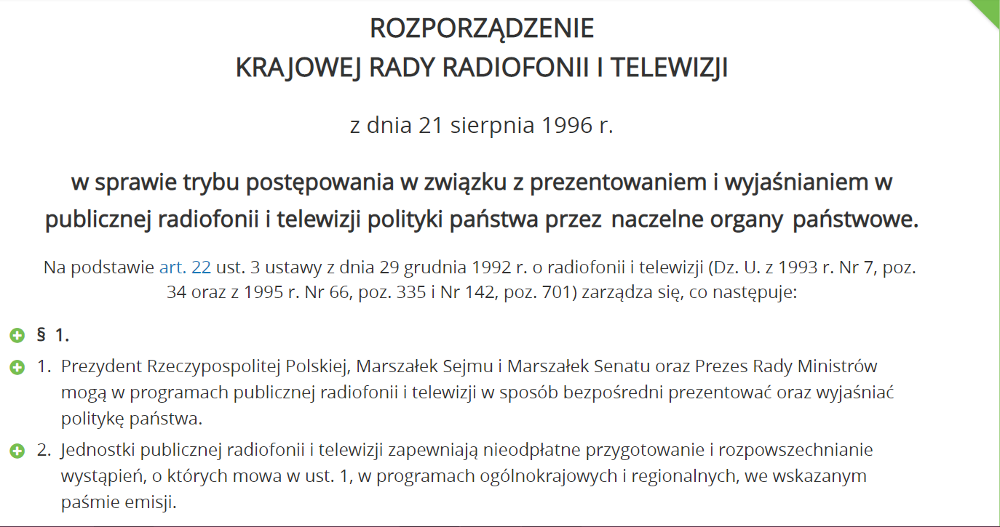 ROZPORZĄDZENIE
KRAJOWEJ RADY RADIOFONII I TELEWIZJI
z dnia 21 sierpnia 1996 r.
w sprawie trybu postępowania w związku z prezentowaniem i wyjaśnianiem w
publicznej radiofonii i telewizji polityki państwa przez naczelne organy państwowe.
Na podstawie art. 22 ust. 3 ustawy z dnia 29 grudnia 1992 r. o radiofonii i telewizji (Dz. U. z 1993 r. Nr 7, poz.
34 oraz z 1995 r. Nr 66, poz. 335 i Nr 142, poz. 701) zarządza się, co następuje:
§ 1.
1. Prezydent Rzeczypospolitej Polskiej, Marszałek Sejmu i Marszałek Senatu oraz Prezes Rady Ministrów
mogą w programach publicznej radiofonii i telewizji w sposób bezpośredni prezentować oraz wyjaśniać
politykę państwa.
2. Jednostki publicznej radiofonii i telewizji zapewniają nieodpłatne przygotowanie i rozpowszechnianie
wystąpień, o których mowa w ust. 1, w programach ogólnokrajowych i regionalnych, we wskazanym
paśmie emisji.